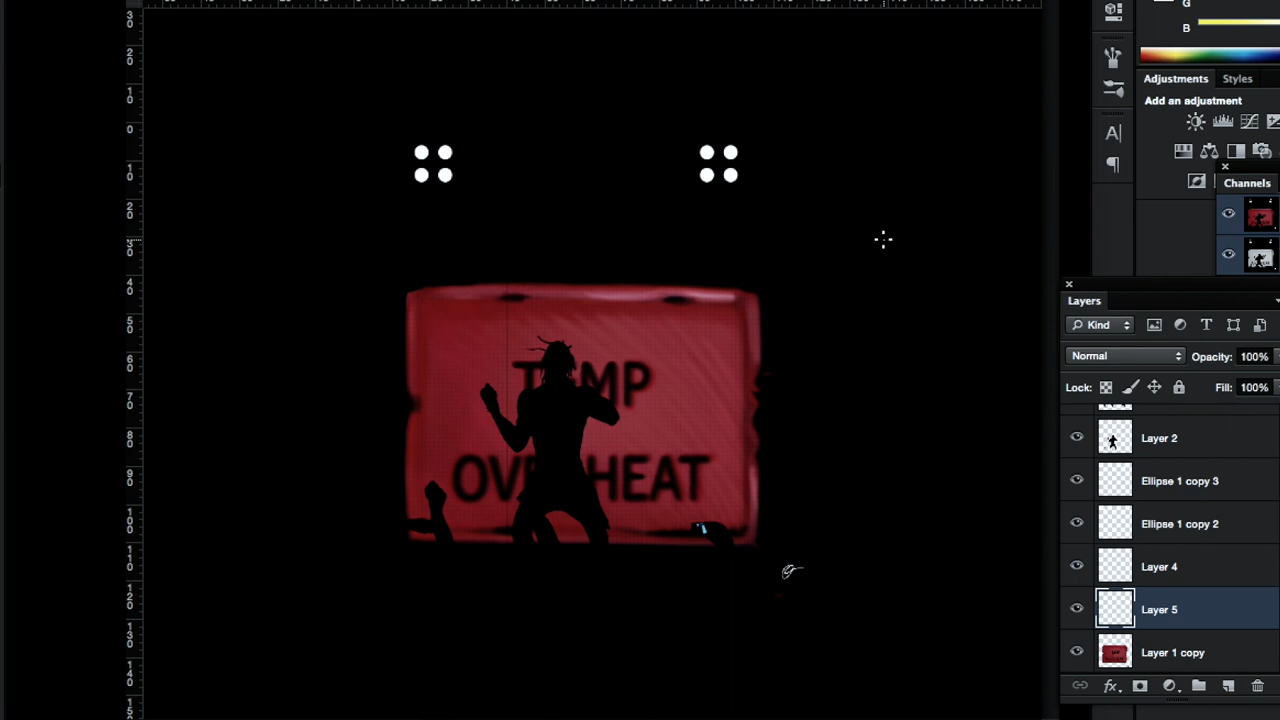 G
B
Adjustments Styles
Add an adjustment
Channels
Layers
Kind
Normal Opacity: 100%
Lock: Fill: 100%
Layer 2
Ellipse 1 copy 3
Ellipse 1 copy 2
Layer 4
Layer 5
Layer 1 copy
fx
TEMP